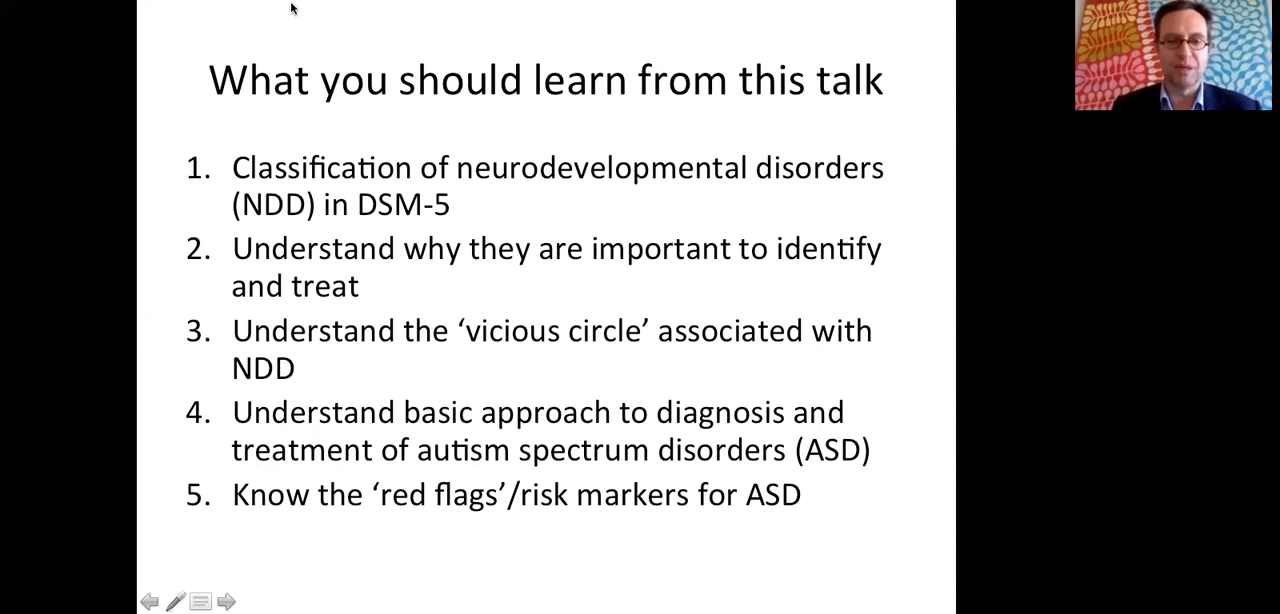 What you should learn from this talk
1. Classification of neurodevelopmental disorders
(NDD) in DSM-5
2. Understand why they are important to identify
and treat
3. Understand the ‘vicious circle’ associated with
NDD
4. Understand basic approach to diagnosis and
treatment of autism spectrum disorders (ASD)
5. Know the ‘red flags’/risk markers for ASD